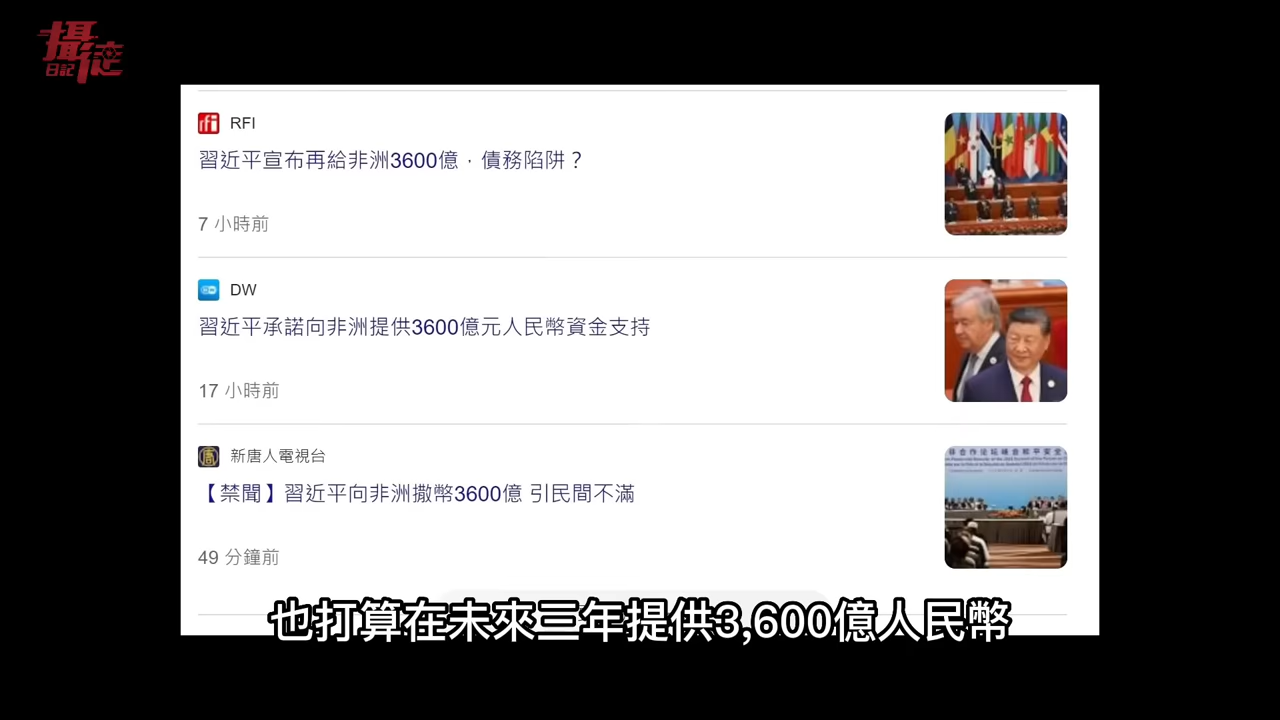 攝徒
日記
RFI
習近平宣布再給非洲3600億，債務陷阱？
7 小時前
DW
習近平承諾向非洲提供3600億元人民幣資金支持
17 小時前
新唐人電視台
【禁聞】習近平向非洲撒幣3600億 引民間不滿
49 分鐘前
也打算在未來三年提供3,600億人民幣